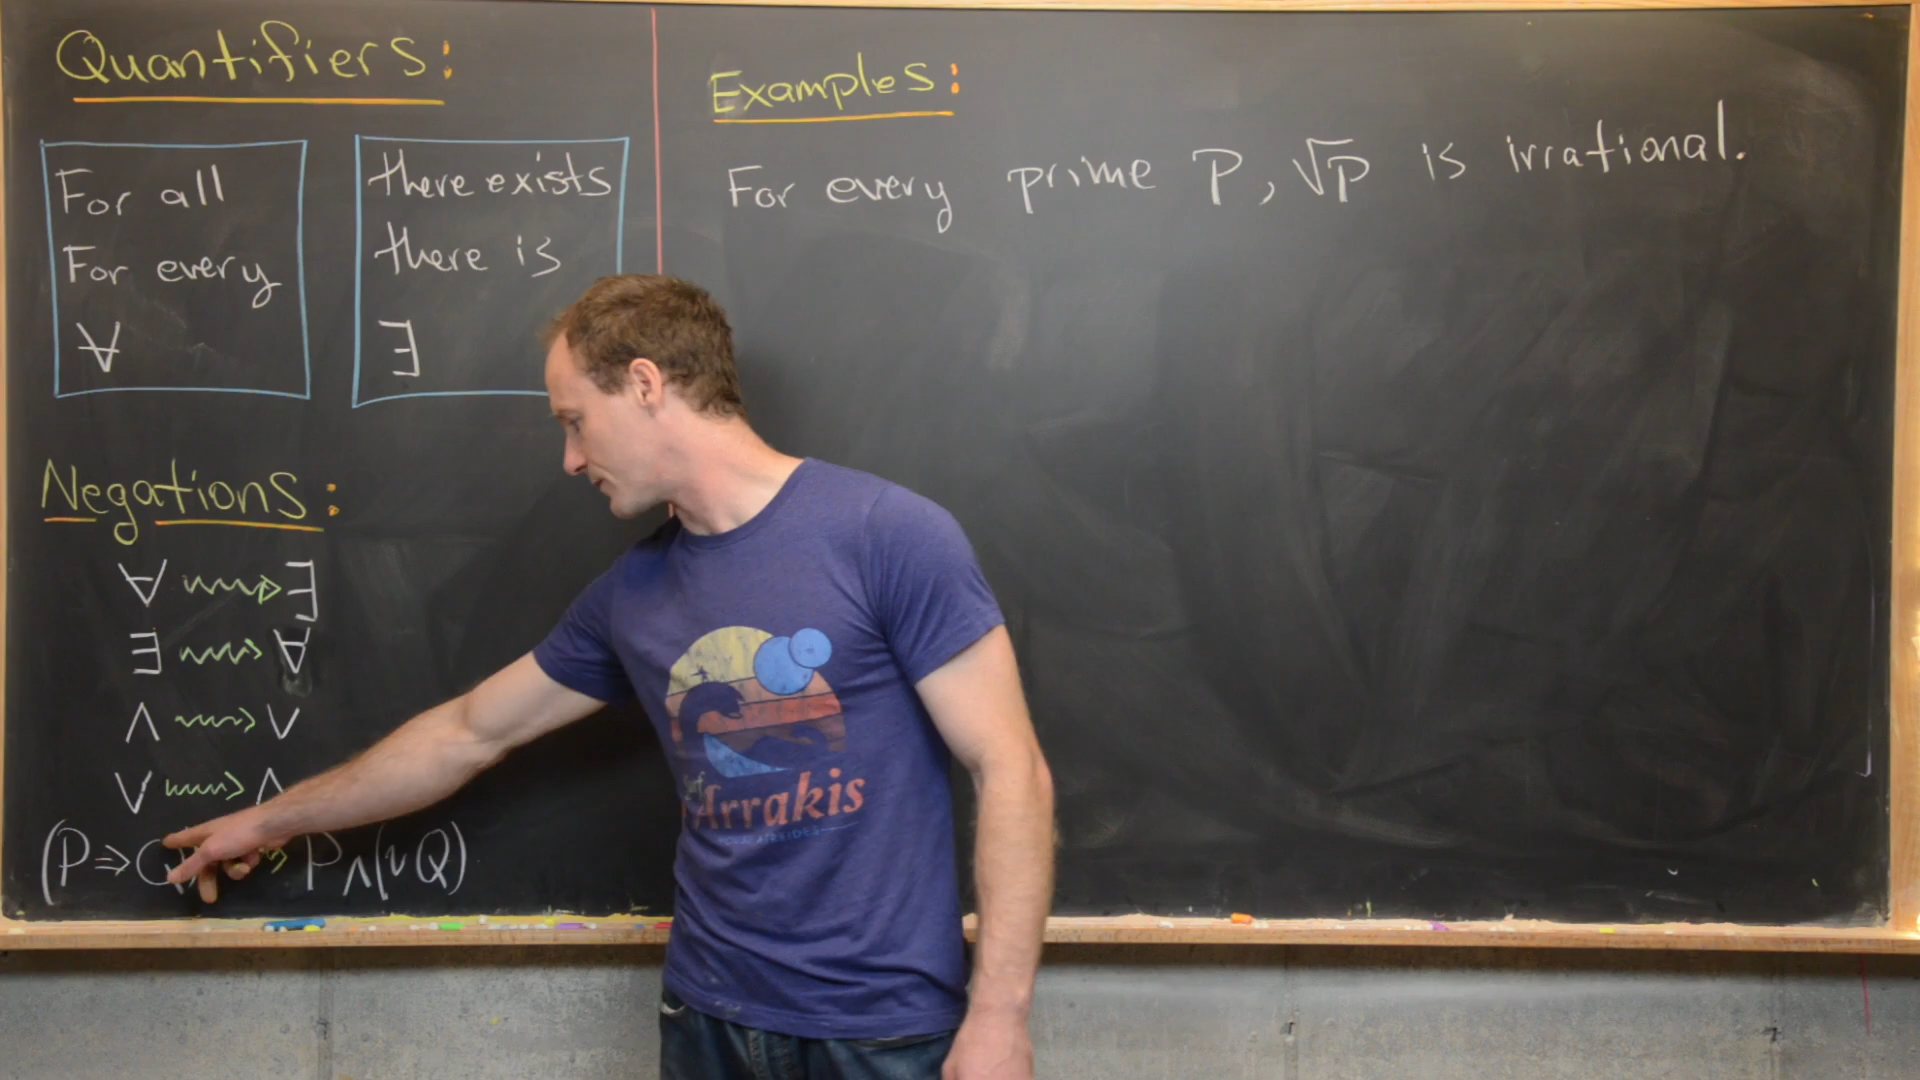 Quantifiers:
For all
For every
∀
there exists
there is
∃
Negations:
∀ ⇝ ∃
∃ ⇝ ∀
∧ ⇝ ∨
∨ ⇝ ∧
(P ⇒ Q) ⇝ P ∧ (~Q)
Examples:
For every prime P, √P is irrational.
Arrakis